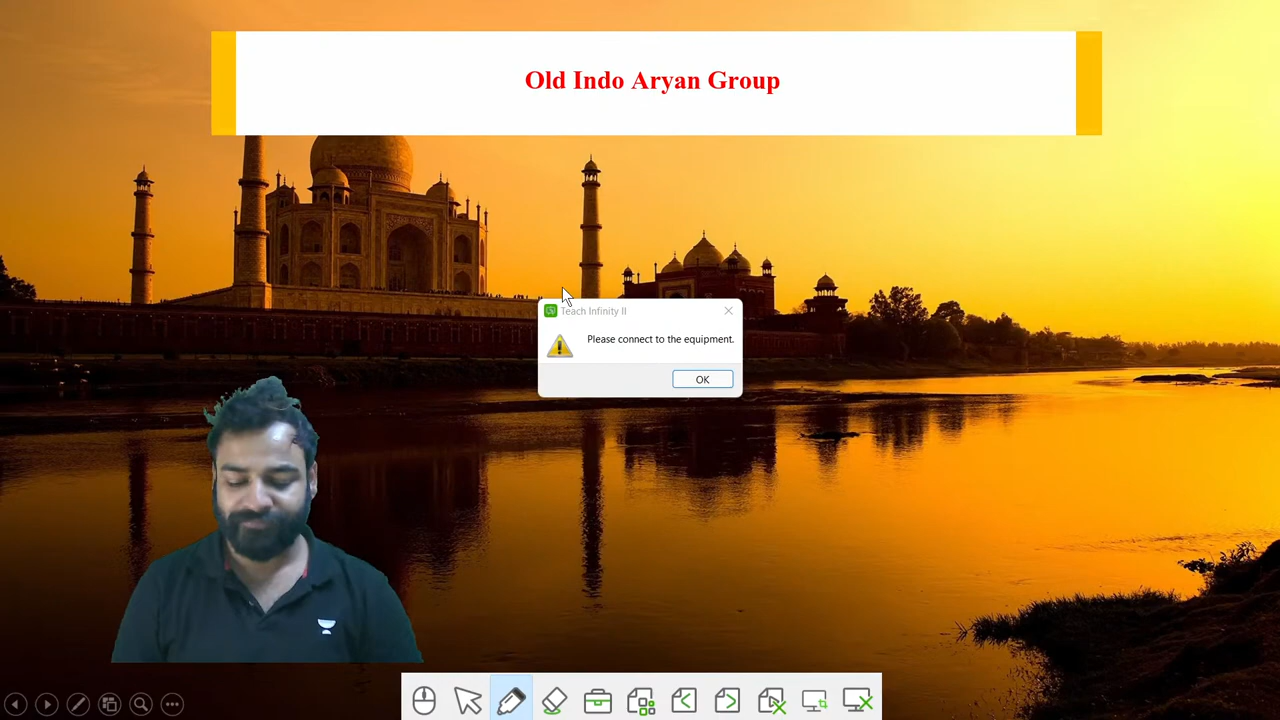 Old Indo Aryan Group
Teach Infinity II
Please connect to the equipment.
OK